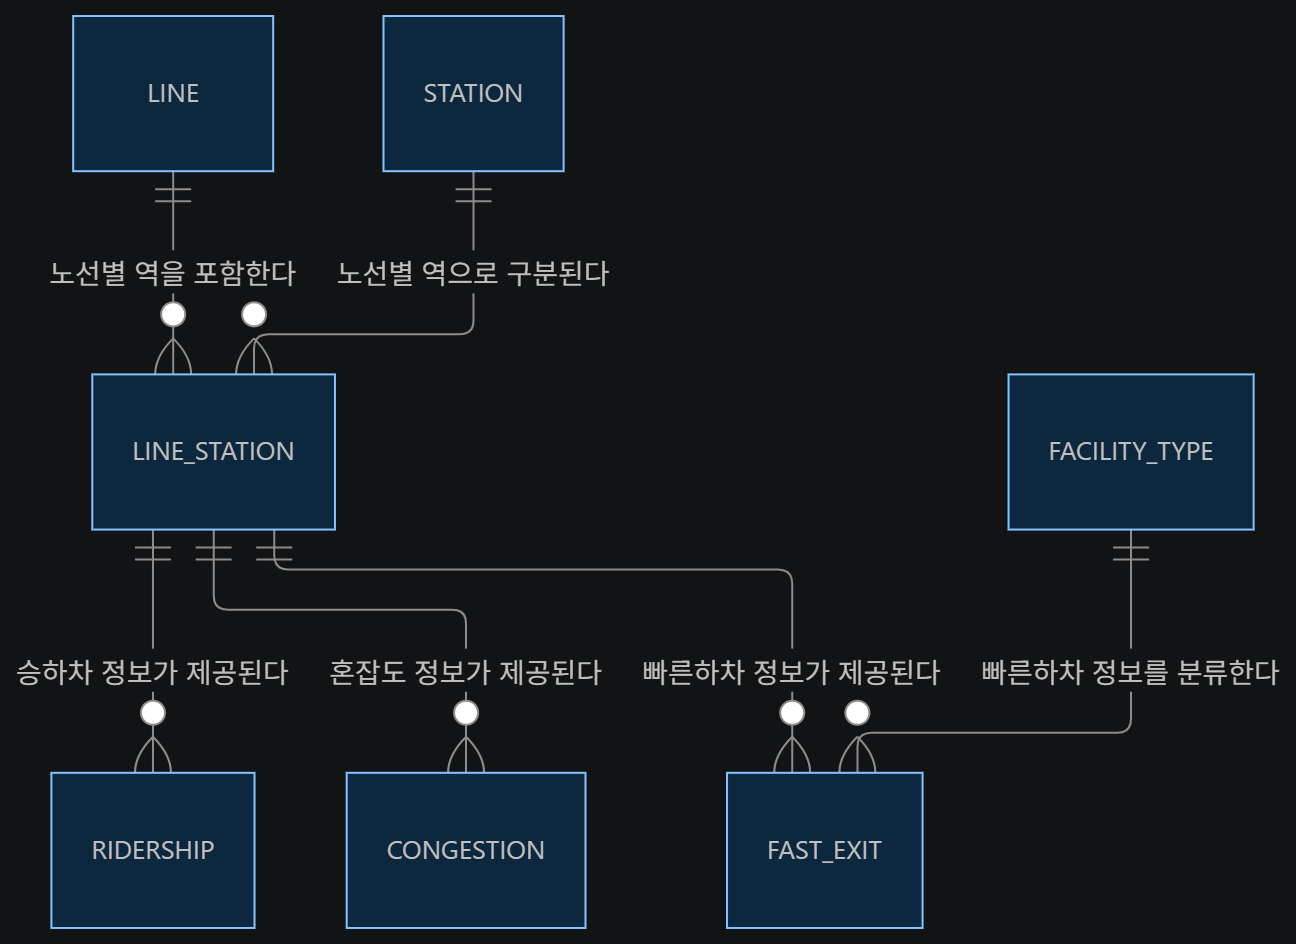 LINE
STATION
노선별 역을 포함한다
노선별 역으로 구분된다
LINE_STATION
FACILITY_TYPE
승하차 정보가 제공된다
혼잡도 정보가 제공된다
빠른하차 정보가 제공된다
빠른하차 정보를 분류한다
RIDERSHIP
CONGESTION
FAST_EXIT